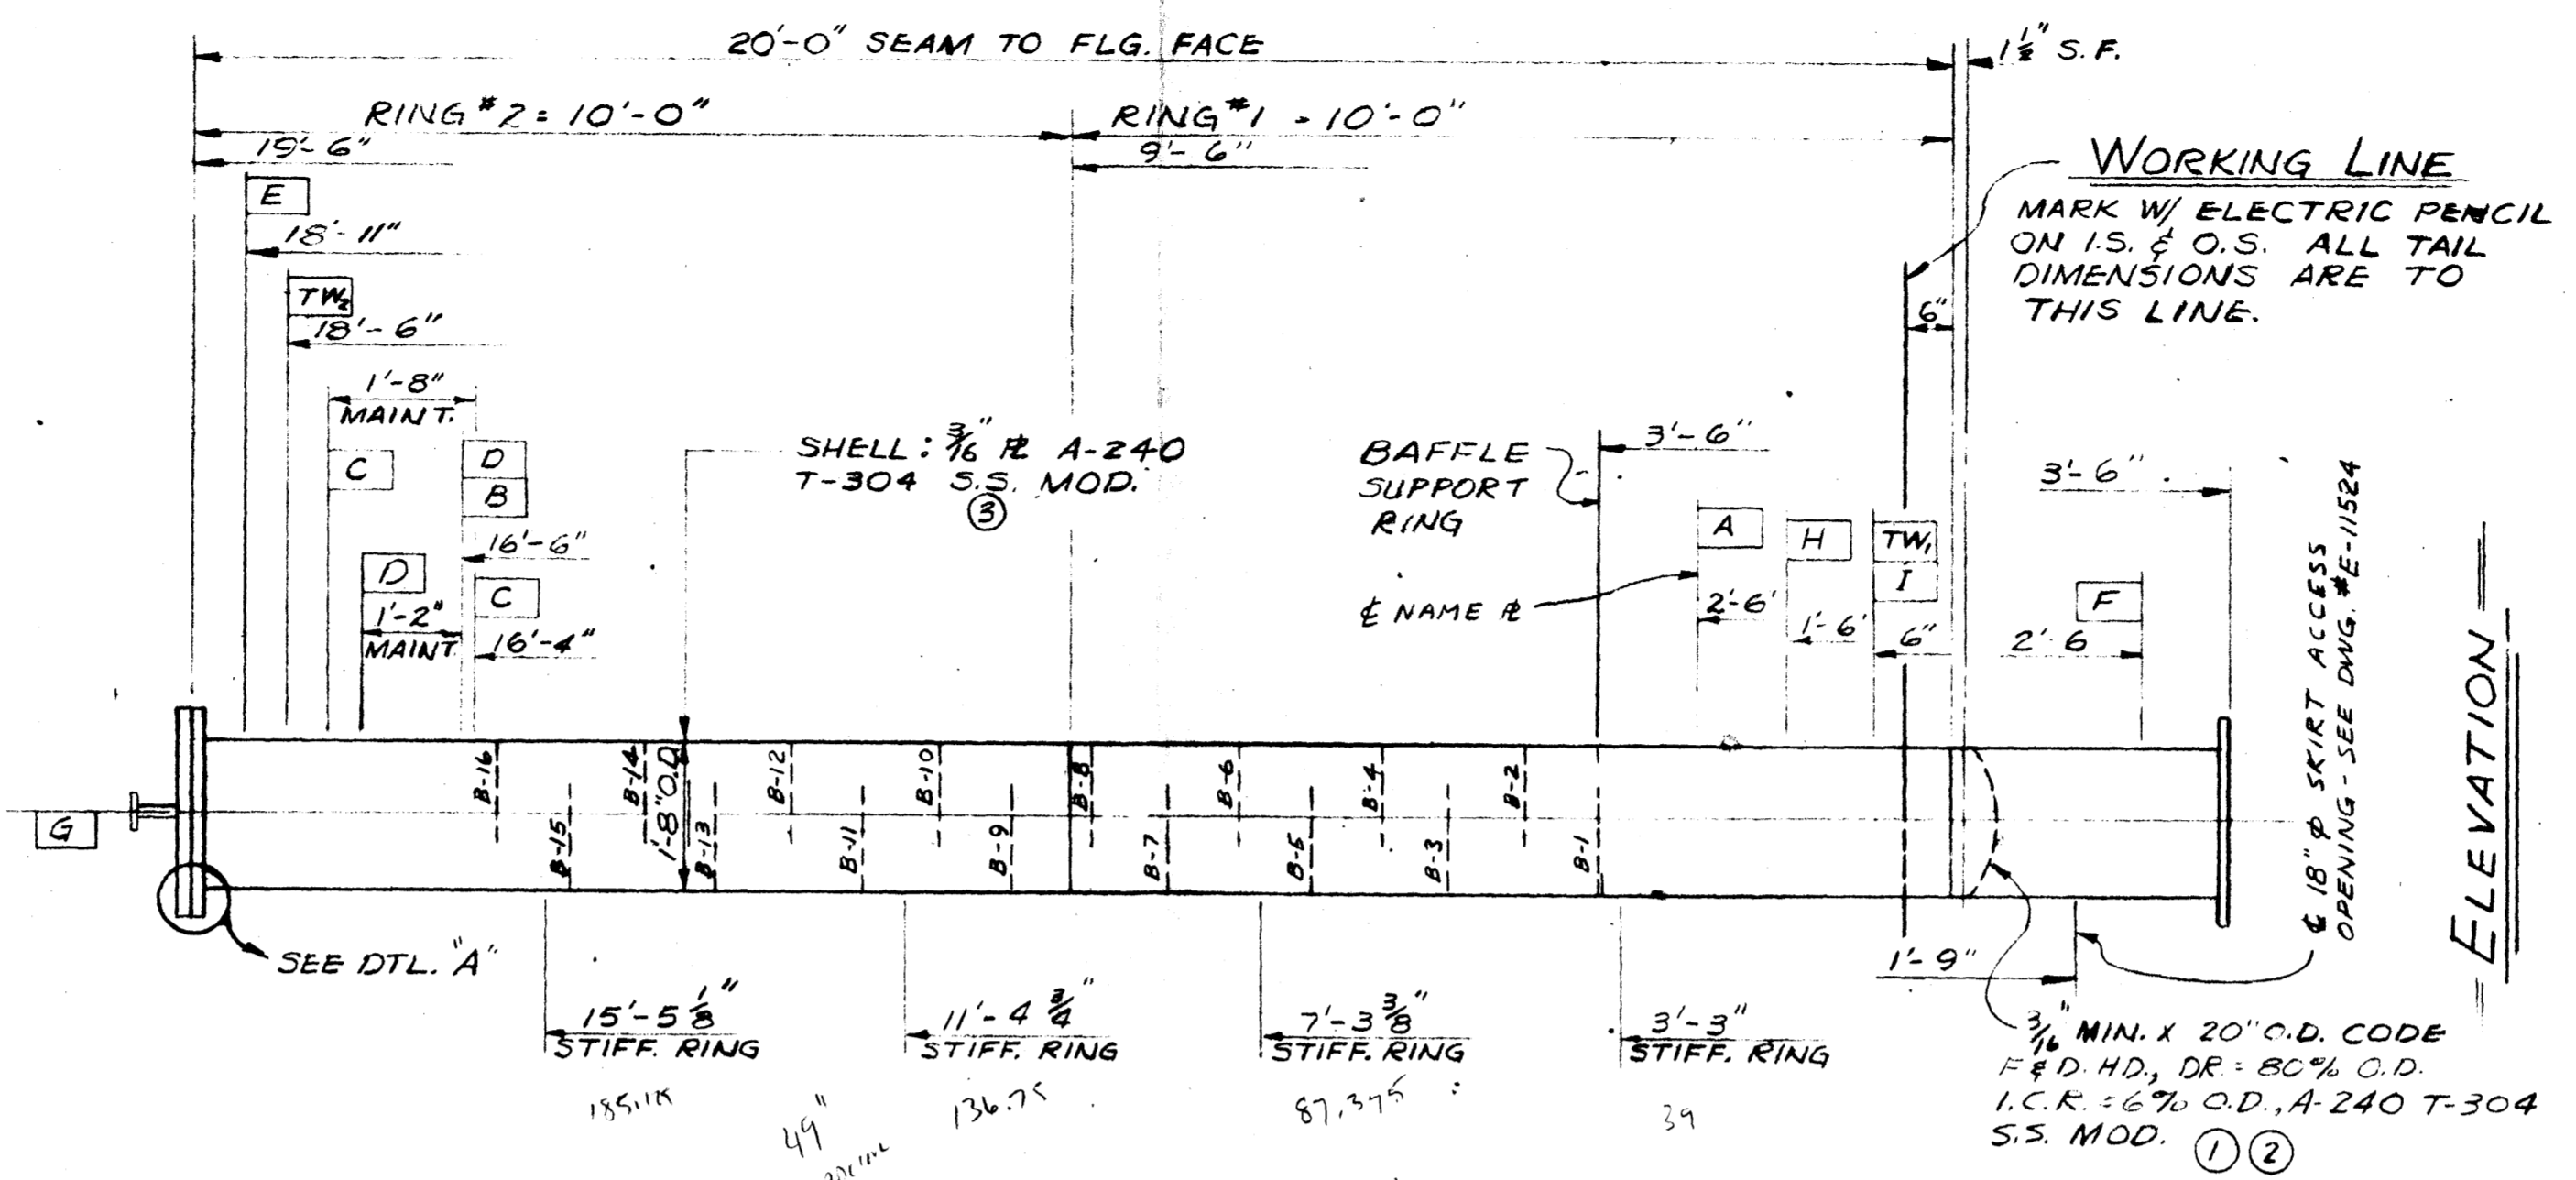 20'-0" SEAM TO FLG. FACE
1 1/2" S.F.
RING #2 = 10'-0"
RING #1 - 10'-0"
19'-6"
9'-6"
WORKING LINE
MARK W/ ELECTRIC PENCIL
ON I.S. & O.S. ALL TAIL
DIMENSIONS ARE TO
THIS LINE.
E
18'-11"
TW2
18'-6"
6"
1'-8"
MAINT.
C
D
B
16'-6"
D
1'-2"
MAINT
C
16'-4"
SHELL: 3/16" ⅊ A-240
T-304 S.S. MOD.
3
BAFFLE
SUPPORT
RING
3'-6"
℄ NAME ⅊
A
2'-6'
H
1'-6'
TW1
I
6"
3'-6"
F
2'-6
℄ 18" φ SKIRT ACCESS
OPENING - SEE DWG. #E-11524
ELEVATION
G
B-16
B-15
B-14
1'-8" O.D
B-13
B-12
B-11
B-10
B-9
B-8
B-7
B-6
B-5
B-4
B-3
B-2
B-1
SEE DTL. "A"
15'-5 1/8"
STIFF. RING
11'-4 3/4"
STIFF. RING
7'-3 3/8"
STIFF. RING
3'-3"
STIFF. RING
1'-9"
3/16" MIN. X 20" O.D. CODE
F & D. HD., DR = 80% O.D.
I.C.R. = 6% O.D., A-240 T-304
S.S. MOD. 1 2
185.125
49"
136.75
87.375
39